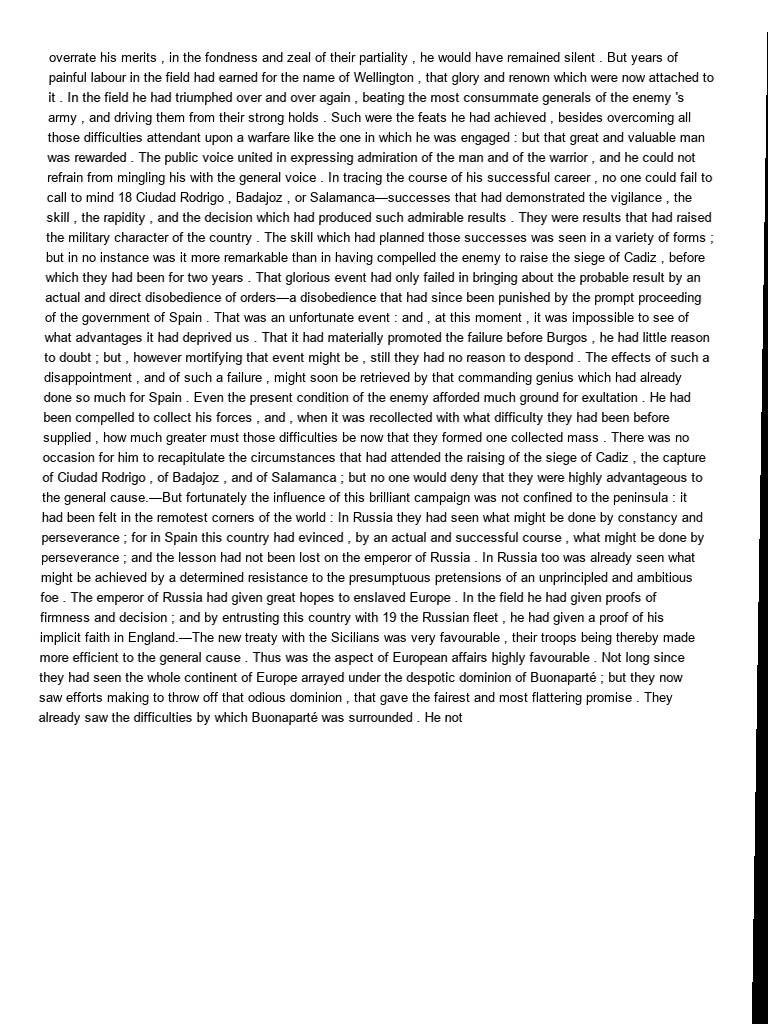 overrate his merits , in the fondness and zeal of their partiality , he would have remained silent . But years of
painful labour in the field had earned for the name of Wellington , that glory and renown which were now attached to
it . In the field he had triumphed over and over again , beating the most consummate generals of the enemy 's
army , and driving them from their strong holds . Such were the feats he had achieved , besides overcoming all
those difficulties attendant upon a warfare like the one in which he was engaged : but that great and valuable man
was rewarded . The public voice united in expressing admiration of the man and of the warrior , and he could not
refrain from mingling his with the general voice . In tracing the course of his successful career , no one could fail to
call to mind 18 Ciudad Rodrigo , Badajoz , or Salamanca—successes that had demonstrated the vigilance , the
skill , the rapidity , and the decision which had produced such admirable results . They were results that had raised
the military character of the country . The skill which had planned those successes was seen in a variety of forms ;
but in no instance was it more remarkable than in having compelled the enemy to raise the siege of Cadiz , before
which they had been for two years . That glorious event had only failed in bringing about the probable result by an
actual and direct disobedience of orders—a disobedience that had since been punished by the prompt proceeding
of the government of Spain . That was an unfortunate event : and , at this moment , it was impossible to see of
what advantages it had deprived us . That it had materially promoted the failure before Burgos , he had little reason
to doubt ; but , however mortifying that event might be , still they had no reason to despond . The effects of such a
disappointment , and of such a failure , might soon be retrieved by that commanding genius which had already
done so much for Spain . Even the present condition of the enemy afforded much ground for exultation . He had
been compelled to collect his forces , and , when it was recollected with what difficulty they had been before
supplied , how much greater must those difficulties be now that they formed one collected mass . There was no
occasion for him to recapitulate the circumstances that had attended the raising of the siege of Cadiz , the capture
of Ciudad Rodrigo , of Badajoz , and of Salamanca ; but no one would deny that they were highly advantageous to
the general cause.—But fortunately the influence of this brilliant campaign was not confined to the peninsula : it
had been felt in the remotest corners of the world : In Russia they had seen what might be done by constancy and
perseverance ; for in Spain this country had evinced , by an actual and successful course , what might be done by
perseverance ; and the lesson had not been lost on the emperor of Russia . In Russia too was already seen what
might be achieved by a determined resistance to the presumptuous pretensions of an unprincipled and ambitious
foe . The emperor of Russia had given great hopes to enslaved Europe . In the field he had given proofs of
firmness and decision ; and by entrusting this country with 19 the Russian fleet , he had given a proof of his
implicit faith in England.—The new treaty with the Sicilians was very favourable , their troops being thereby made
more efficient to the general cause . Thus was the aspect of European affairs highly favourable . Not long since
they had seen the whole continent of Europe arrayed under the despotic dominion of Buonaparté ; but they now
saw efforts making to throw off that odious dominion , that gave the fairest and most flattering promise . They
already saw the difficulties by which Buonaparté was surrounded . He not